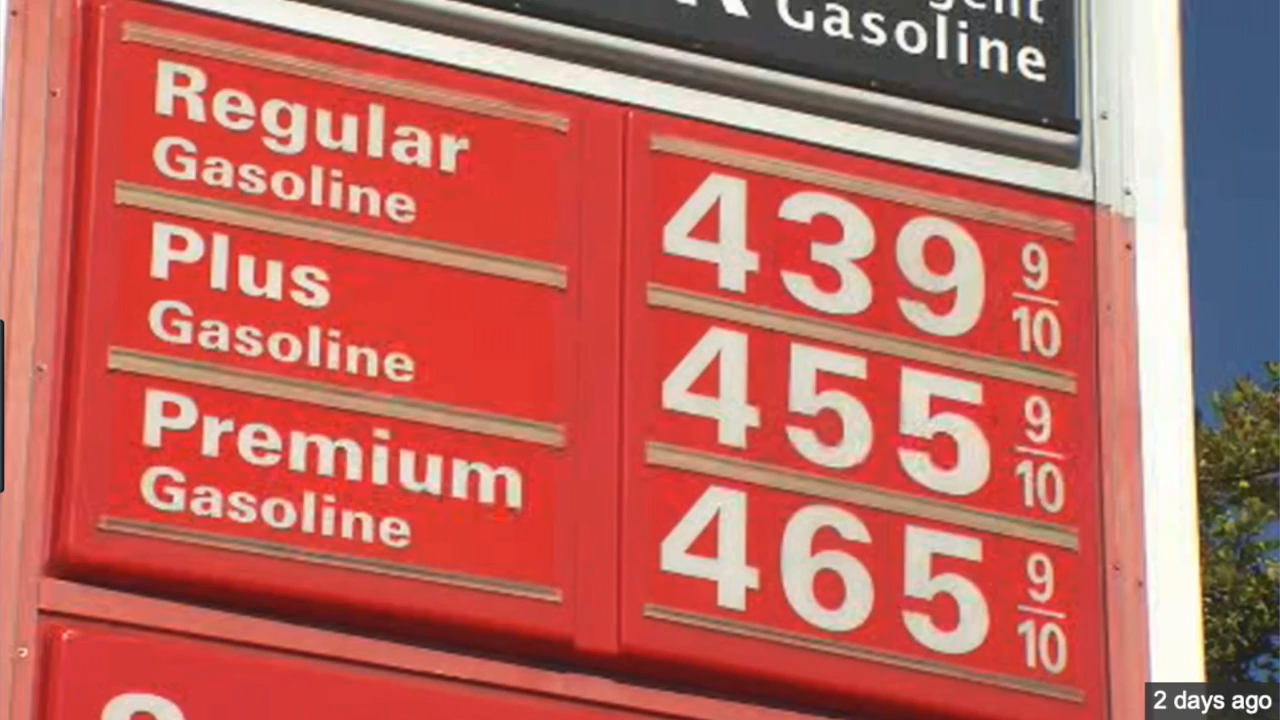 Gasoline
Regular
Gasoline
439 9/10
Plus
Gasoline
455 9/10
Premium
Gasoline
465 9/10
2 days ago